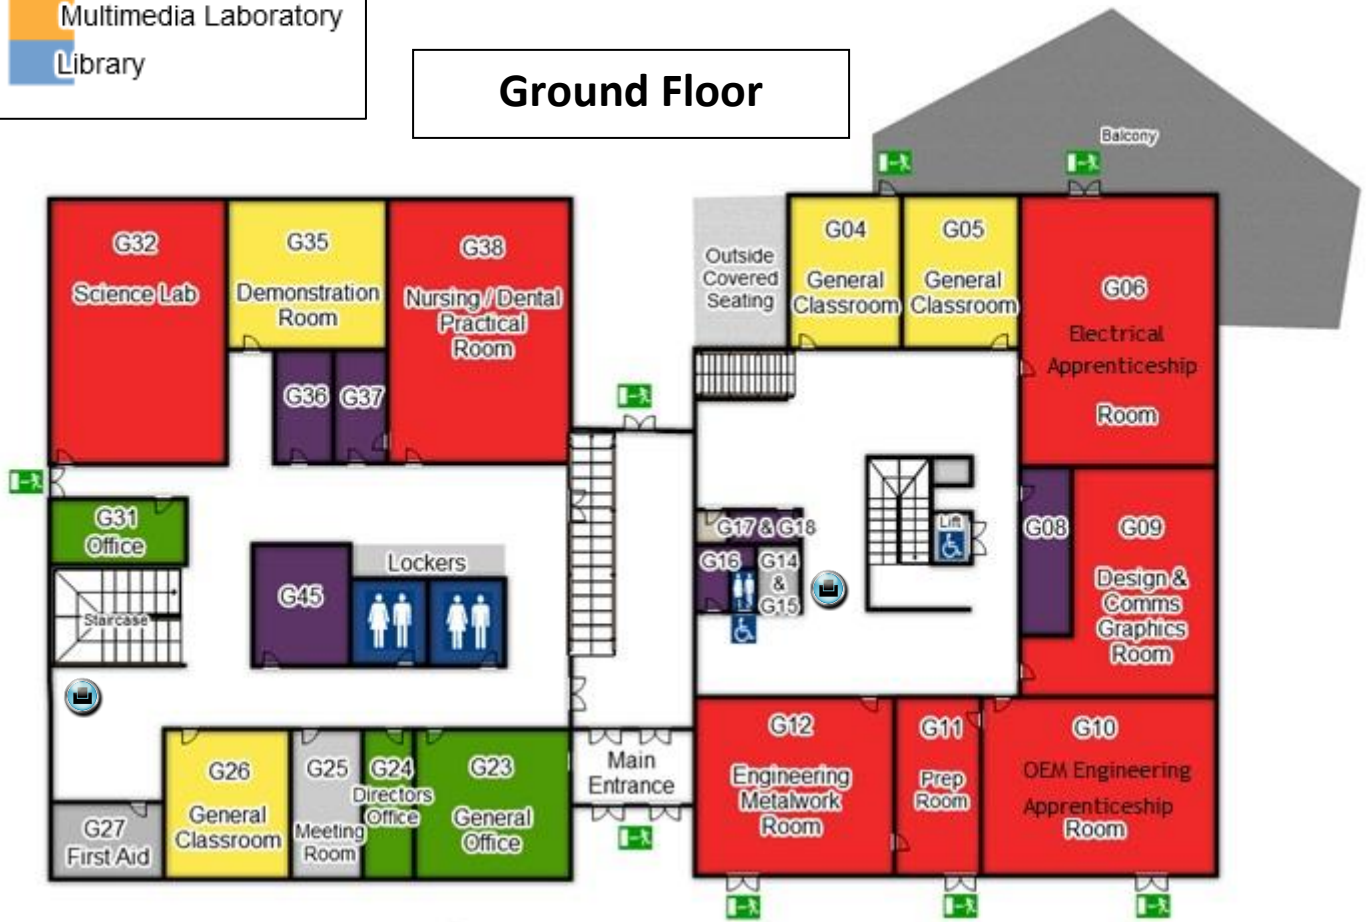 Multimedia Laboratory
Library
Ground Floor
Balcony
G32
Science Lab
G35
Demonstration
Room
G38
Nursing / Dental
Practical
Room
G36
G37
Outside
Covered
Seating
G04
General
Classroom
G05
General
Classroom
G06
Electrical
Apprenticeship
Room
G31
Office
Staircase
G45
Lockers
G17 & G18
G16
G14
&
G15
Lift
G08
G09
Design &
Comms
Graphics
Room
G27
First Aid
G26
General
Classroom
G25
Meeting
Room
G24
Directors
Office
G23
General
Office
Main
Entrance
G12
Engineering
Metalwork
Room
G11
Prep
Room
G10
OEM Engineering
Apprenticeship
Room